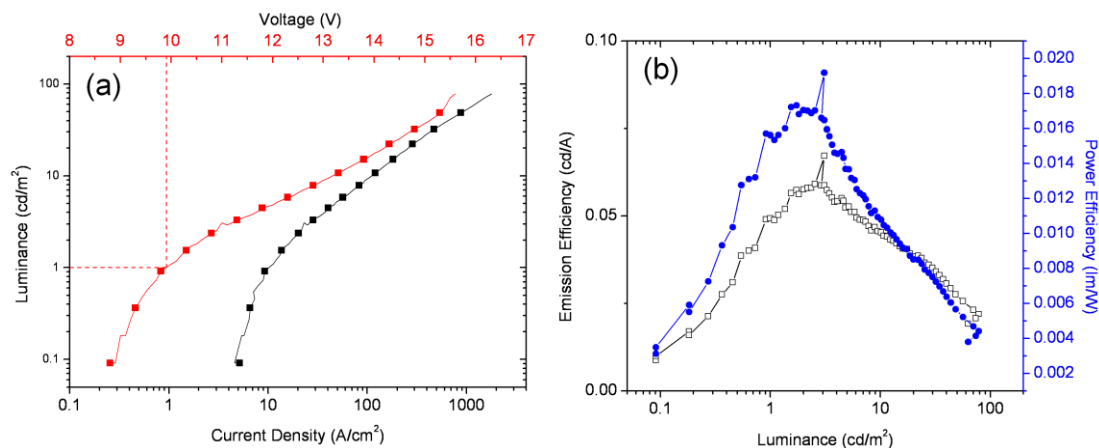 Voltage (V)
8 9 10 11 12 13 14 15 16 17
(a)
100
10
1
0.1
Luminance (cd/m²)
0.1 1 10 100 1000
Current Density (A/cm²)
(b)
0.10
0.05
0.00
Emission Efficiency (cd/A)
0.020
0.018
0.016
0.014
0.012
0.010
0.008
0.006
0.004
0.002
Power Efficiency (lm/W)
0.1 1 10 100
Luminance (cd/m²)